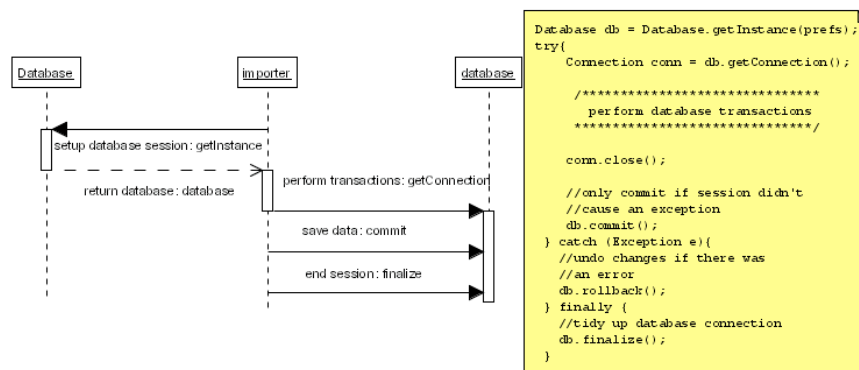 Database
importer
database
setup database session: getInstance
return database: database
perform transactions: getConnection
save data: commit
end session: finalize
Database db = Database.getInstance(prefs);
try{
Connection conn = db.getConnection();
/*******************************
perform database transactions
*******************************/
conn.close();
//only commit if session didn't
//cause an exception
db.commit();
} catch (Exception e){
//undo changes if there was
//an error
db.rollback();
} finally {
//tidy up database connection
db.finalize();
}